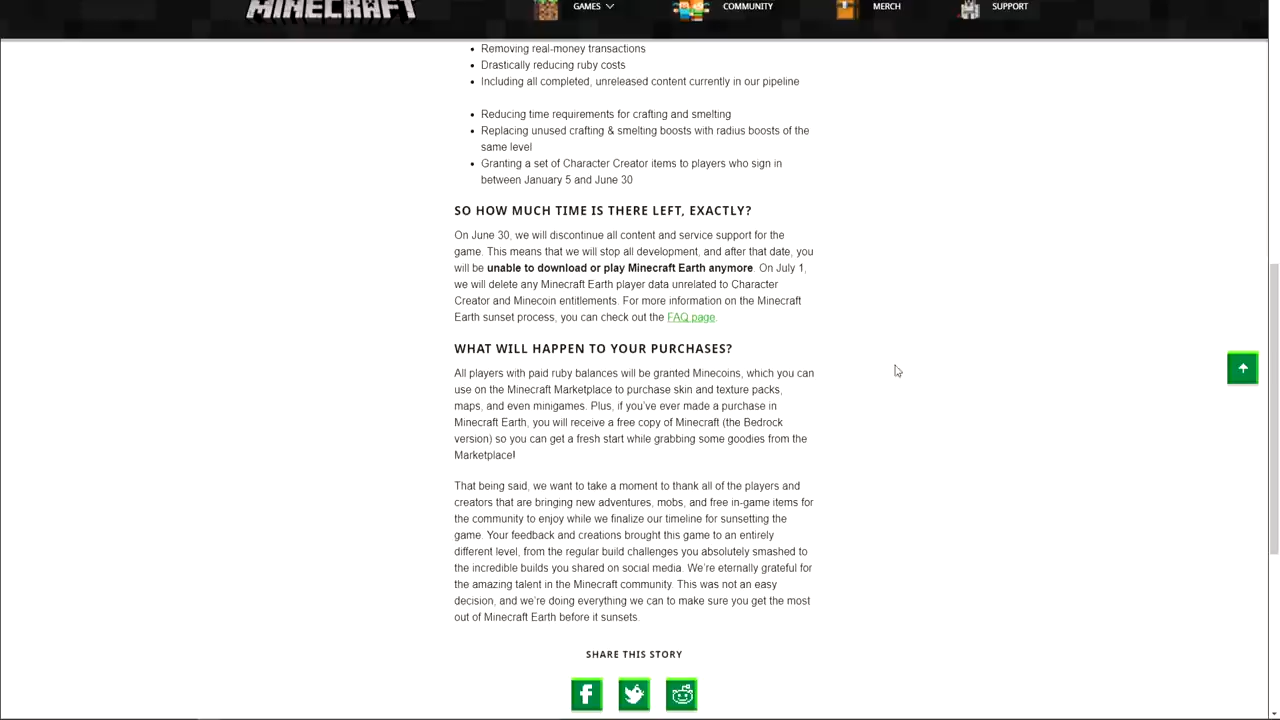 MINECRAFT
GAMES
COMMUNITY
MERCH
SUPPORT
Removing real-money transactions
Drastically reducing ruby costs
Including all completed, unreleased content currently in our pipeline
Reducing time requirements for crafting and smelting
Replacing unused crafting & smelting boosts with radius boosts of the
same level
Granting a set of Character Creator items to players who sign in
between January 5 and June 30
SO HOW MUCH TIME IS THERE LEFT, EXACTLY?
On June 30, we will discontinue all content and service support for the
game. This means that we will stop all development, and after that date, you
will be unable to download or play Minecraft Earth anymore. On July 1,
we will delete any Minecraft Earth player data unrelated to Character
Creator and Minecoin entitlements. For more information on the Minecraft
Earth sunset process, you can check out the FAQ page.
WHAT WILL HAPPEN TO YOUR PURCHASES?
All players with paid ruby balances will be granted Minecoins, which you can
use on the Minecraft Marketplace to purchase skin and texture packs,
maps, and even minigames. Plus, if you've ever made a purchase in
Minecraft Earth, you will receive a free copy of Minecraft (the Bedrock
version) so you can get a fresh start while grabbing some goodies from the
Marketplace!
That being said, we want to take a moment to thank all of the players and
creators that are bringing new adventures, mobs, and free in-game items for
the community to enjoy while we finalize our timeline for sunsetting the
game. Your feedback and creations brought this game to an entirely
different level, from the regular build challenges you absolutely smashed to
the incredible builds you shared on social media. We're eternally grateful for
the amazing talent in the Minecraft community. This was not an easy
decision, and we're doing everything we can to make sure you get the most
out of Minecraft Earth before it sunsets.
SHARE THIS STORY